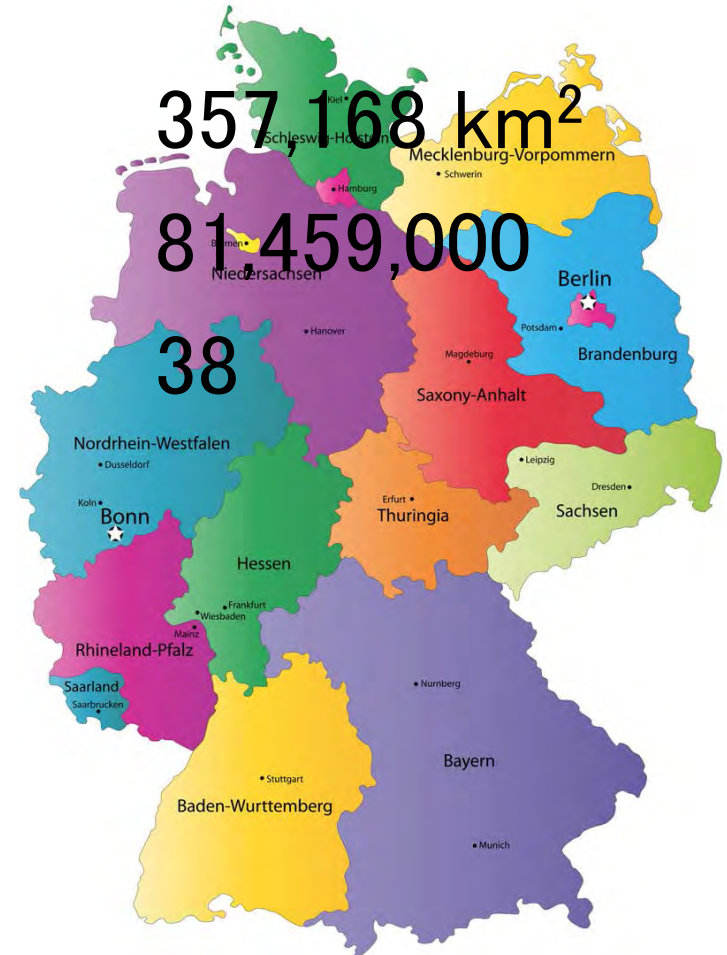 Kiel
357,168 km²
Schleswig-Holstein
Mecklenburg-Vorpommern
Schwerin
Hamburg
81,459,000
Bremen
Niedersachsen
Berlin
Potsdam
Hanover
Brandenburg
38
Magdeburg
Saxony-Anhalt
Nordrhein-Westfalen
Dusseldorf
Leipzig
Dresden
Koln
Bonn
Erfurt
Thuringia
Sachsen
Hessen
Frankfurt
Wiesbaden
Mainz
Rhineland-Pfalz
Saarland
Saarbrucken
Nurnberg
Bayern
Stuttgart
Baden-Wurttemberg
Munich